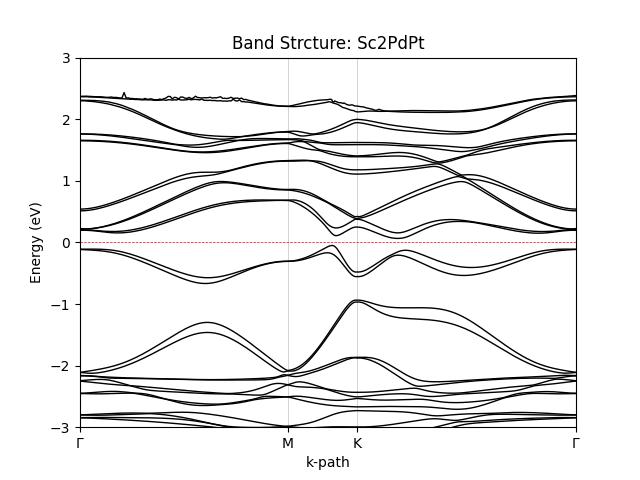 Band Strcture: Sc2PdPt
3
2
1
0
−1
−2
−3
Energy (eV)
Γ
M
K
Γ
k-path